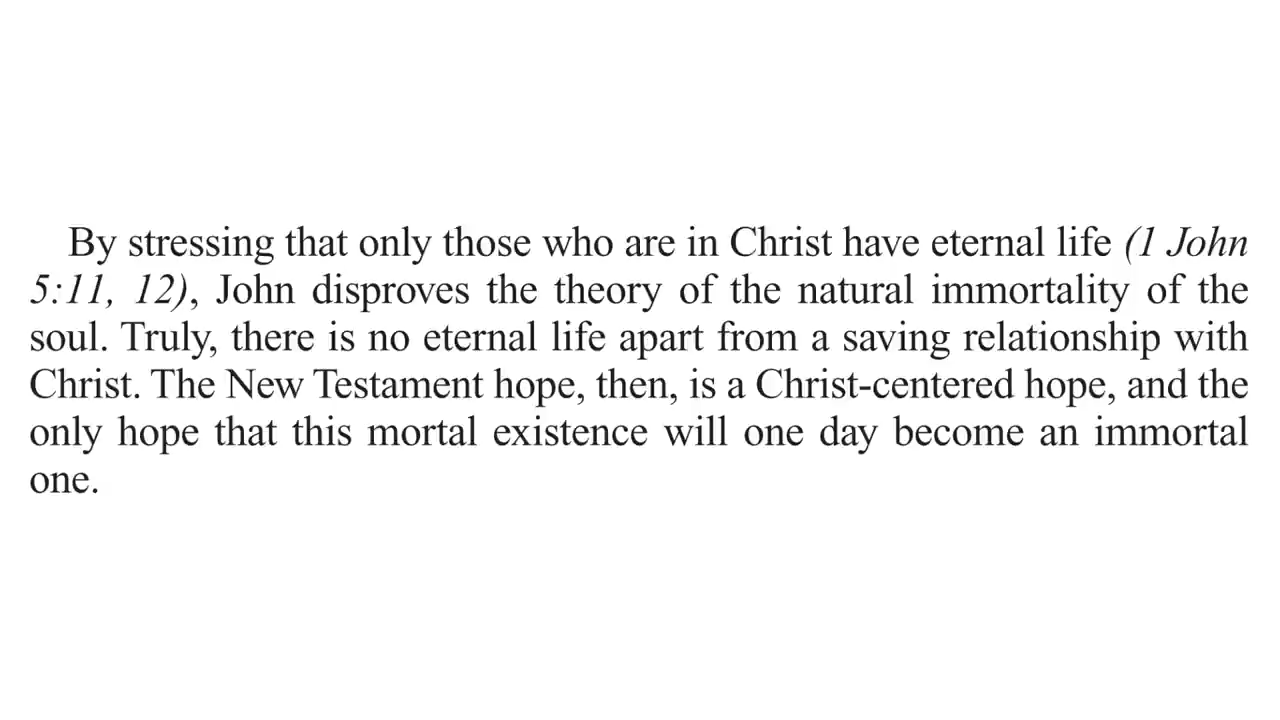 By stressing that only those who are in Christ have eternal life (1 John
5:11, 12), John disproves the theory of the natural immortality of the
soul. Truly, there is no eternal life apart from a saving relationship with
Christ. The New Testament hope, then, is a Christ-centered hope, and the
only hope that this mortal existence will one day become an immortal
one.